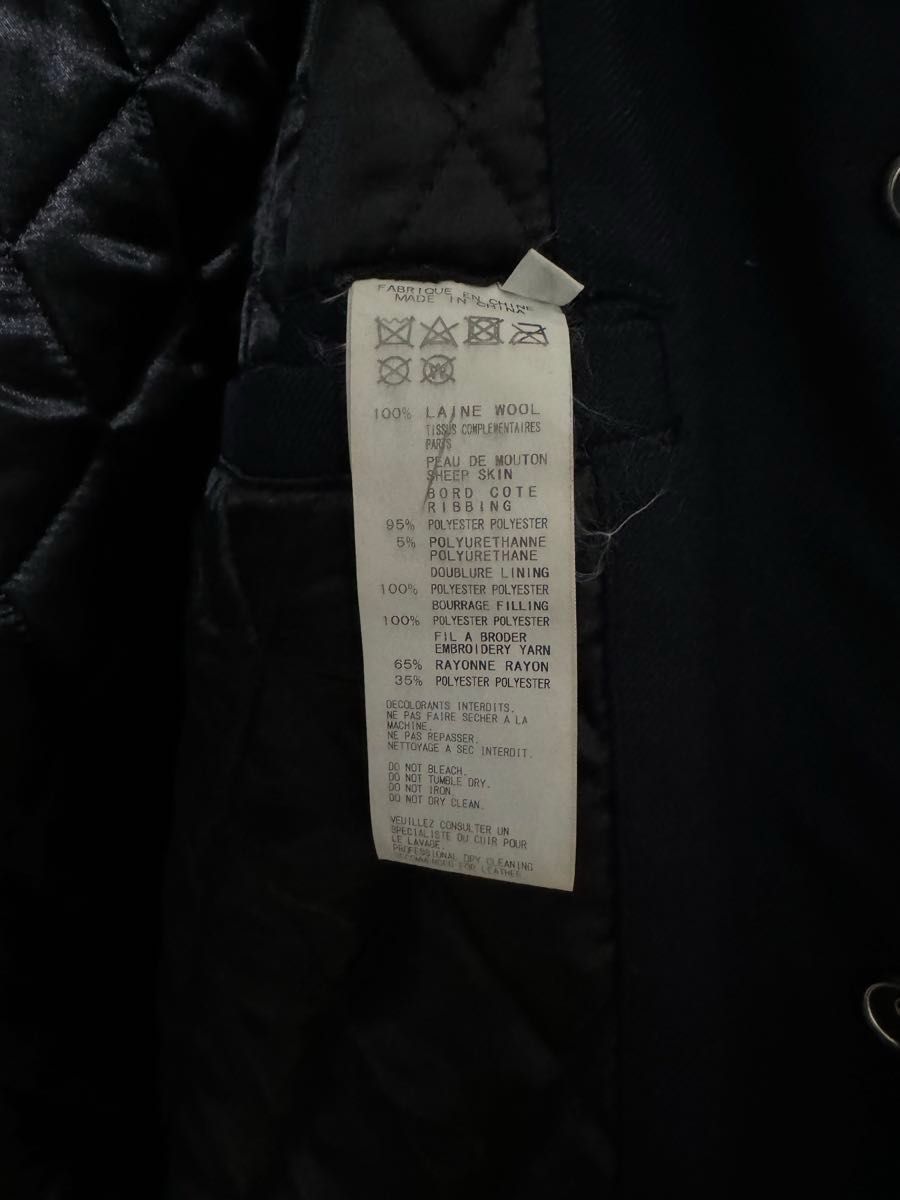 FABRIQUE EN CHINE
MADE IN CHINA
100% LAINE WOOL
TISSUS COMPLEMENTAIRES
PARTS
PEAU DE MOUTON
SHEEP SKIN
BORD COTE
RIBBING
95% POLYESTER POLYESTER
5% POLYURETHANNE
POLYURETHANE
DOUBLURE LINING
100% POLYESTER POLYESTER
BOURRAGE FILLING
100% POLYESTER POLYESTER
FIL A BRODER
EMBROIDERY YARN
65% RAYONNE RAYON
35% POLYESTER POLYESTER
DECOLORANTS INTERDITS.
NE PAS FAIRE SECHER A LA
MACHINE.
NE PAS REPASSER.
NETTOYAGE A SEC INTERDIT.
DO NOT BLEACH.
DO NOT TUMBLE DRY.
DO NOT IRON.
DO NOT DRY CLEAN.
VEUILLEZ CONSULTER UN
SPECIALISTE DU CUIR POUR
LE LAVAGE.
PROFESSIONAL DRY CLEANING
RECOMMENDED FOR LEATHER